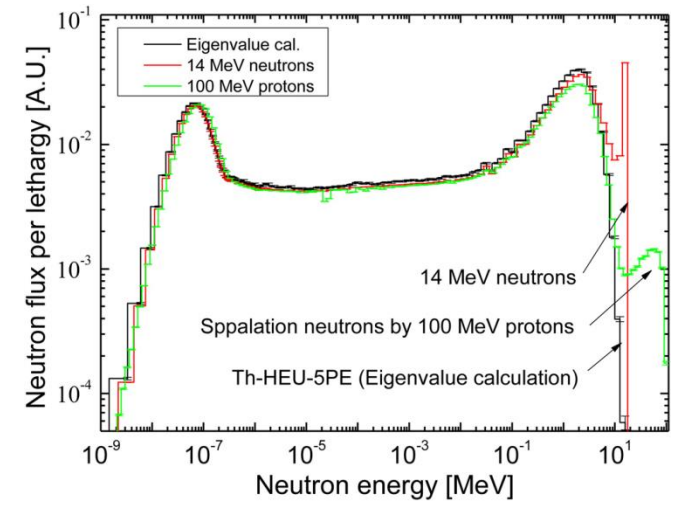 10⁻¹
10⁻²
10⁻³
10⁻⁴
Neutron flux per lethargy [A.U.]
Eigenvalue cal.
14 MeV neutrons
100 MeV protons
14 MeV neutrons
Sppalation neutrons by 100 MeV protons
Th-HEU-5PE (Eigenvalue calculation)
10⁻⁹
10⁻⁷
10⁻⁵
10⁻³
10⁻¹
10¹
Neutron energy [MeV]